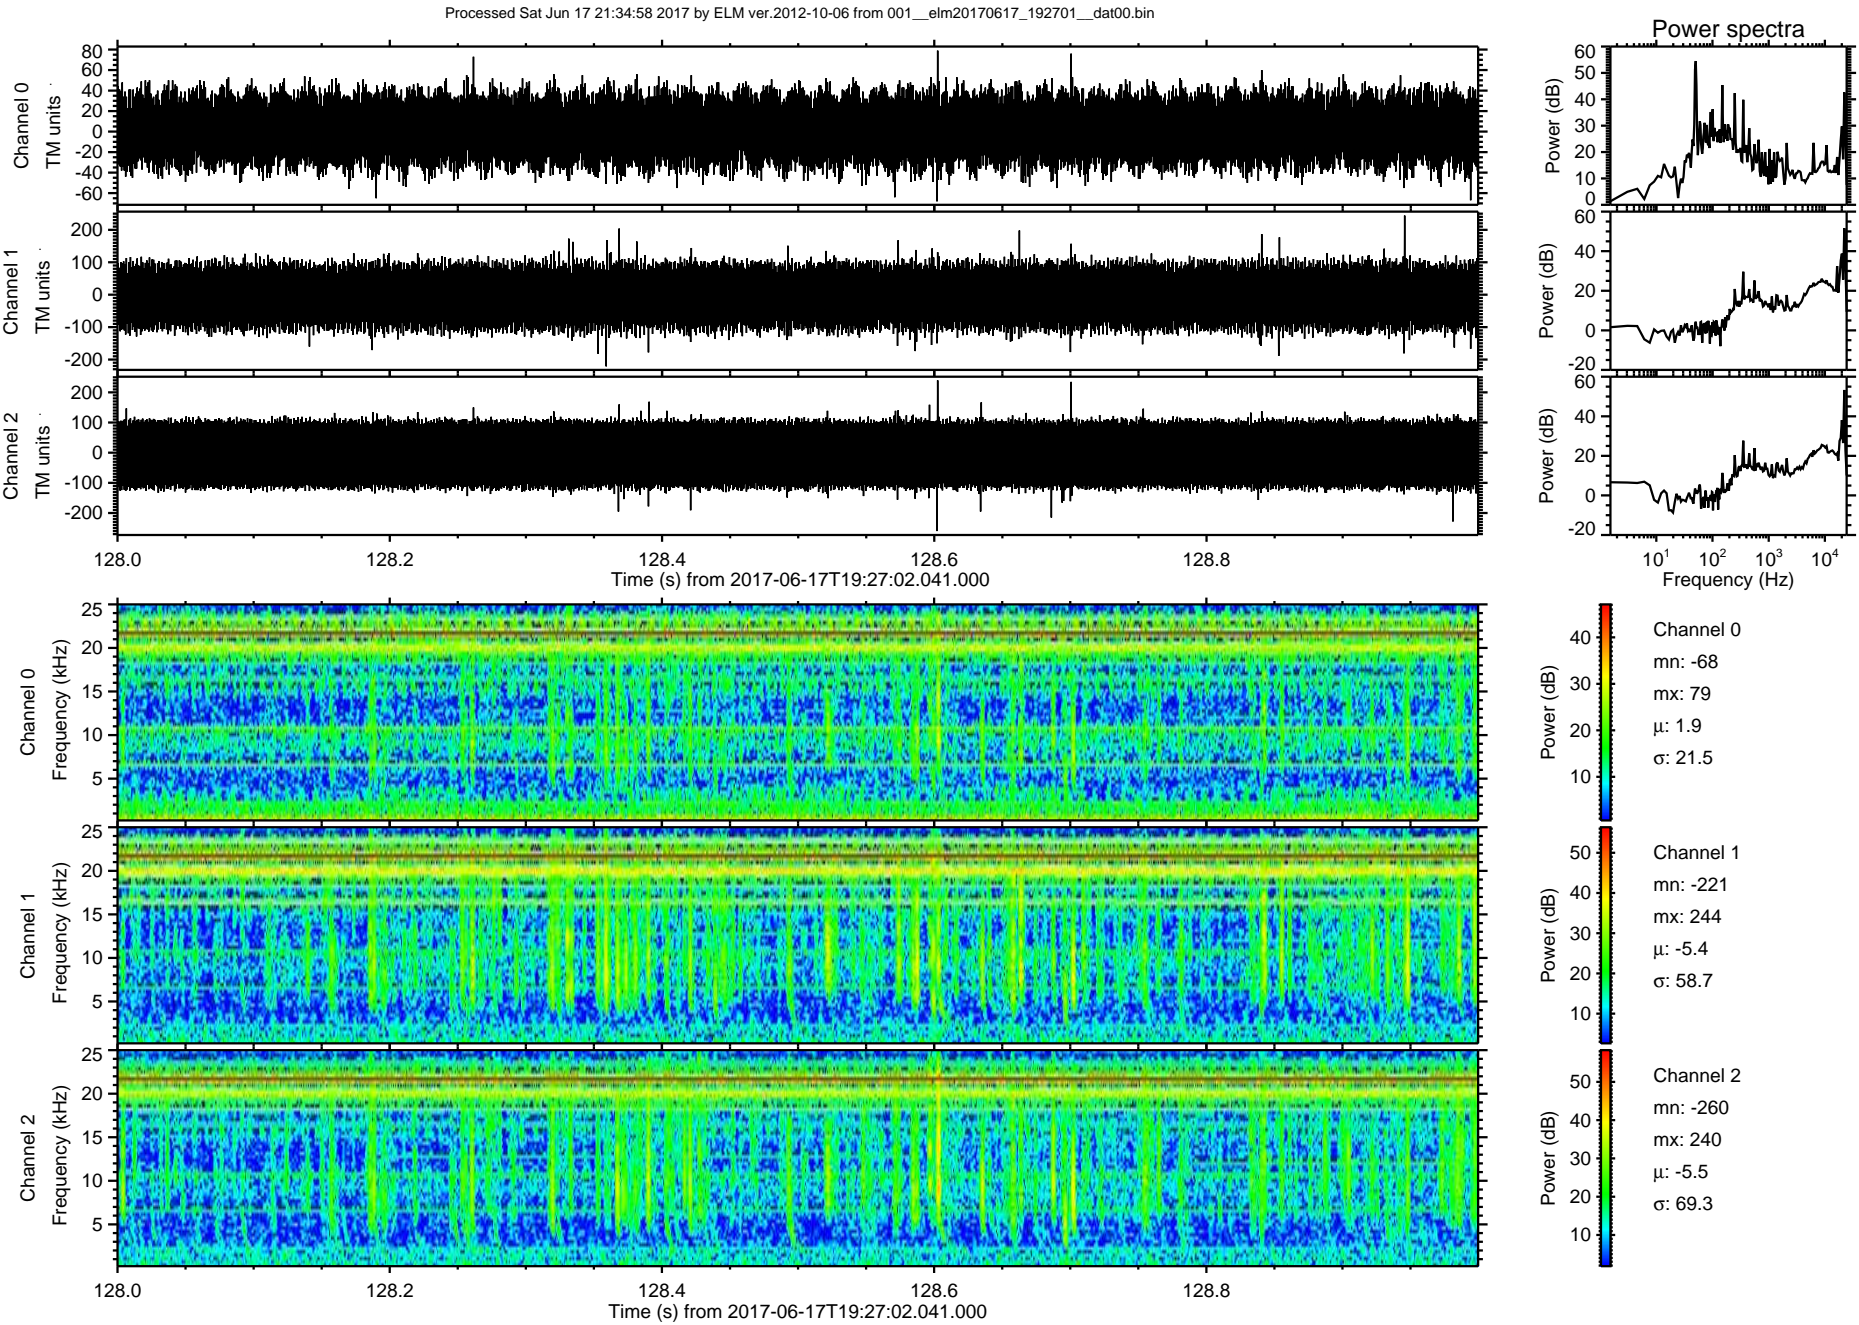 Processed Sat Jun 17 21:34:58 2017 by ELM ver.2012-10-06 from 001__elm20170617_192701__dat00.bin
Power spectra
Channel 0
TM units
80
60
40
20
0
-20
-40
-60
Power (dB)
60
50
40
30
20
10
0
Channel 1
TM units
200
100
0
-100
-200
Power (dB)
60
40
20
0
-20
Channel 2
TM units
200
100
0
-100
-200
Power (dB)
60
40
20
0
-20
128.0 128.2 128.4 128.6 128.8
Time (s) from 2017-06-17T19:27:02.041.000
10¹ 10² 10³ 10⁴
Frequency (Hz)
Channel 0
Frequency (kHz)
25
20
15
10
5
Power (dB)
40
30
20
10
Channel 0
mn: -68
mx: 79
μ: 1.9
σ: 21.5
Channel 1
Frequency (kHz)
25
20
15
10
5
Power (dB)
50
40
30
20
10
Channel 1
mn: -221
mx: 244
μ: -5.4
σ: 58.7
Channel 2
Frequency (kHz)
25
20
15
10
5
Power (dB)
50
40
30
20
10
Channel 2
mn: -260
mx: 240
μ: -5.5
σ: 69.3
128.0 128.2 128.4 128.6 128.8
Time (s) from 2017-06-17T19:27:02.041.000